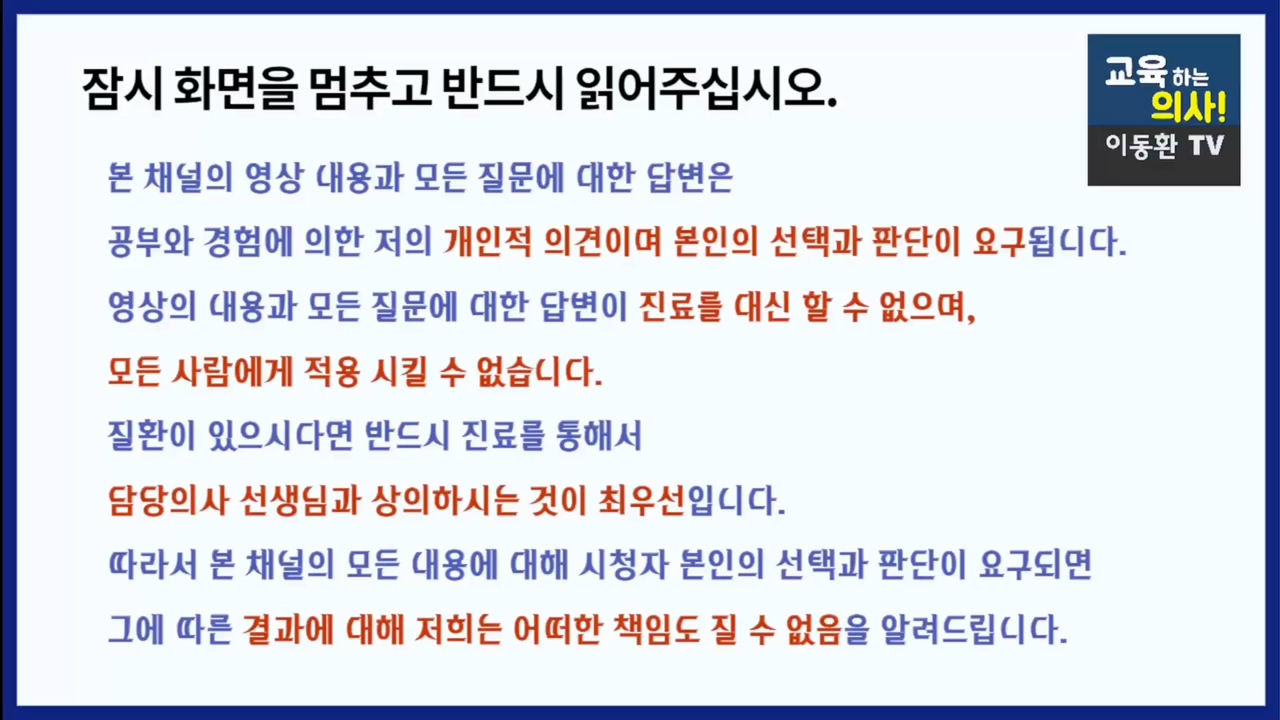 잠시 화면을 멈추고 반드시 읽어주십시오.
교육하는
의사!
이동환 TV
본 채널의 영상 내용과 모든 질문에 대한 답변은
공부와 경험에 의한 저의 개인적 의견이며 본인의 선택과 판단이 요구됩니다.
영상의 내용과 모든 질문에 대한 답변이 진료를 대신 할 수 없으며,
모든 사람에게 적용 시킬 수 없습니다.
질환이 있으시다면 반드시 진료를 통해서
담당의사 선생님과 상의하시는 것이 최우선입니다.
따라서 본 채널의 모든 내용에 대해 시청자 본인의 선택과 판단이 요구되면
그에 따른 결과에 대해 저희는 어떠한 책임도 질 수 없음을 알려드립니다.